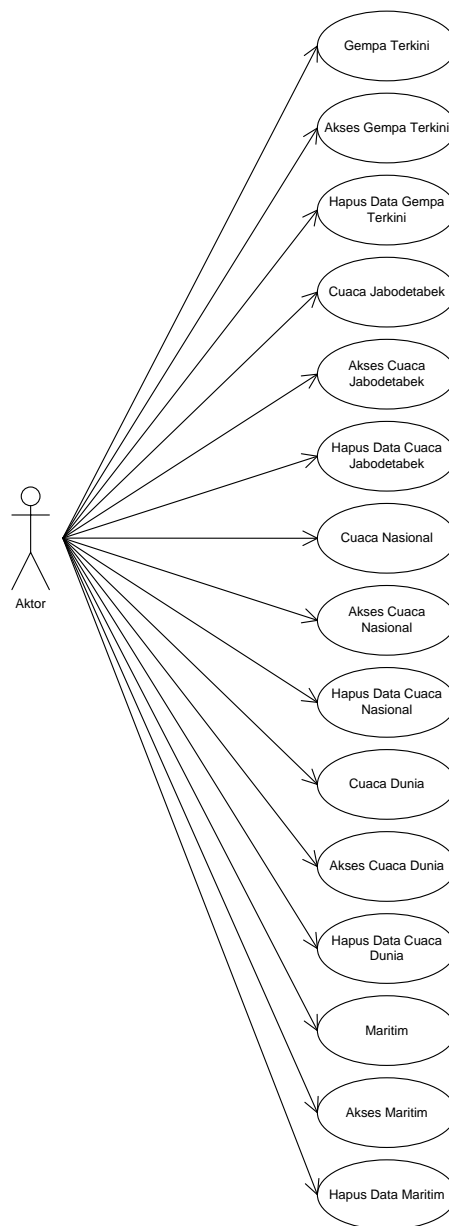 Gempa Terkini
Akses Gempa Terkini
Hapus Data Gempa
Terkini
Cuaca Jabodetabek
Akses Cuaca
Jabodetabek
Hapus Data Cuaca
Jabodetabek
Cuaca Nasional
Aktor
Akses Cuaca
Nasional
Hapus Data Cuaca
Nasional
Cuaca Dunia
Akses Cuaca Dunia
Hapus Data Cuaca
Dunia
Maritim
Akses Maritim
Hapus Data Maritim